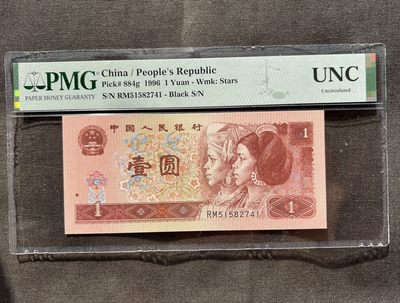 PMG
PAPER MONEY GUARANTY
China / People's Republic
Pick# 884g 1996 1 Yuan - Wmk: Stars
S/N RM51582741 - Black S/N
UNC
Uncirculated
中国人民银行
1
壹圆
1
RM51582741
1